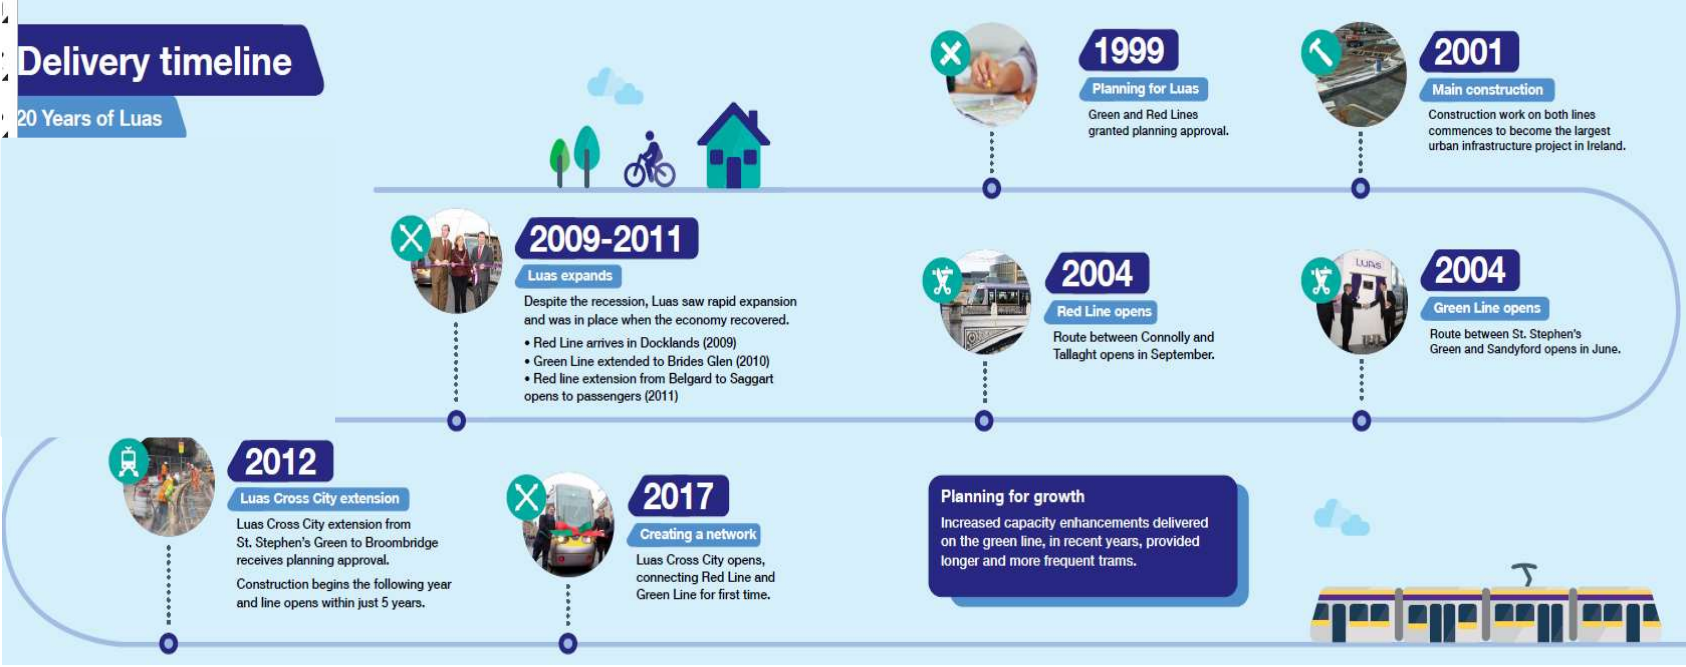 Delivery timeline
20 Years of Luas
1999
Planning for Luas
Green and Red Lines
granted planning approval.
2001
Main construction
Construction work on both lines
commences to become the largest
urban infrastructure project in Ireland.
2004
Green Line opens
Route between St. Stephen's
Green and Sandyford opens in June.
LUAS
2004
Red Line opens
Route between Connolly and
Tallaght opens in September.
2009-2011
Luas expands
Despite the recession, Luas saw rapid expansion
and was in place when the economy recovered.
• Red Line arrives in Docklands (2009)
• Green Line extended to Brides Glen (2010)
• Red line extension from Belgard to Saggart
opens to passengers (2011)
2012
Luas Cross City extension
Luas Cross City extension from
St. Stephen's Green to Broombridge
receives planning approval.
Construction begins the following year
and line opens within just 5 years.
2017
Creating a network
Luas Cross City opens,
connecting Red Line and
Green Line for first time.
Planning for growth
Increased capacity enhancements delivered
on the green line, in recent years, provided
longer and more frequent trams.